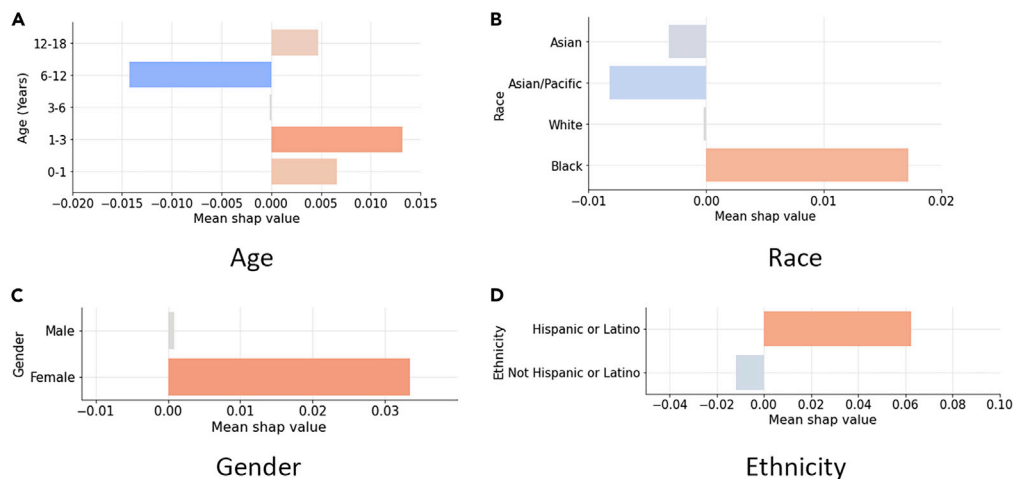 A
12-18
6-12
3-6
1-3
0-1
Age (Years)
−0.020 −0.015 −0.010 −0.005 0.000 0.005 0.010 0.015
Mean shap value
Age
B
Asian
Asian/Pacific
White
Black
Race
−0.01 0.00 0.01 0.02
Mean shap value
Race
C
Male
Female
Gender
−0.01 0.00 0.01 0.02 0.03
Mean shap value
Gender
D
Hispanic or Latino
Not Hispanic or Latino
Ethnicity
−0.04 −0.02 0.00 0.02 0.04 0.06 0.08 0.10
Mean shap value
Ethnicity